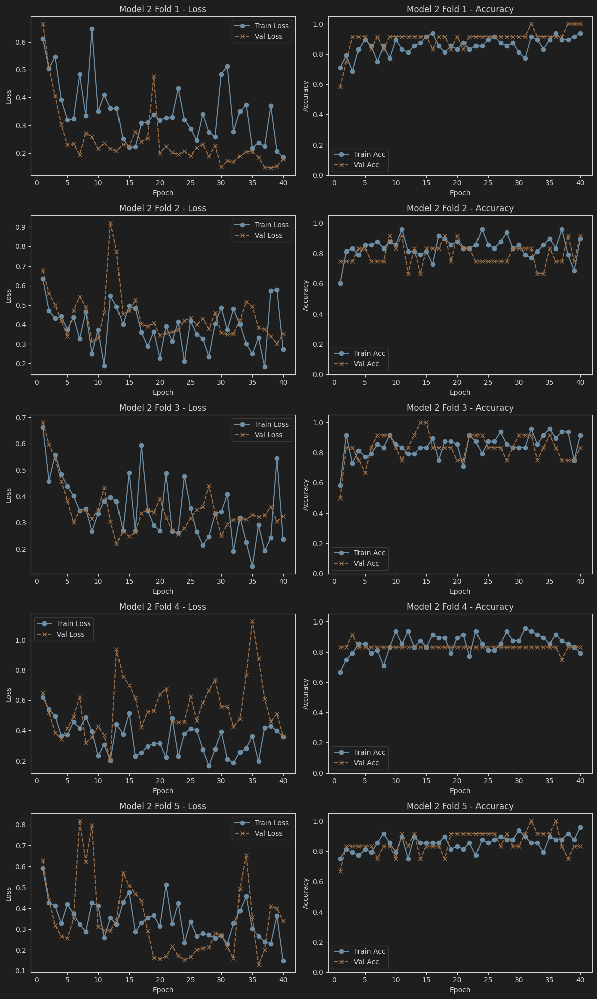 Model 2 Fold 1 - Loss
Train Loss
Val Loss
0.6
0.5
0.4
0.3
0.2
Loss
0 5 10 15 20 25 30 35 40
Epoch
Model 2 Fold 1 - Accuracy
1.0
0.8
0.6
0.4
0.2
0.0
Accuracy
Train Acc
Val Acc
0 5 10 15 20 25 30 35 40
Epoch
Model 2 Fold 2 - Loss
Train Loss
Val Loss
0.9
0.8
0.7
0.6
0.5
0.4
0.3
0.2
Loss
0 5 10 15 20 25 30 35 40
Epoch
Model 2 Fold 2 - Accuracy
1.0
0.8
0.6
0.4
0.2
0.0
Accuracy
Train Acc
Val Acc
0 5 10 15 20 25 30 35 40
Epoch
Model 2 Fold 3 - Loss
Train Loss
Val Loss
0.7
0.6
0.5
0.4
0.3
0.2
Loss
0 5 10 15 20 25 30 35 40
Epoch
Model 2 Fold 3 - Accuracy
1.0
0.8
0.6
0.4
0.2
0.0
Accuracy
Train Acc
Val Acc
0 5 10 15 20 25 30 35 40
Epoch
Model 2 Fold 4 - Loss
Train Loss
Val Loss
1.0
0.8
0.6
0.4
0.2
Loss
0 5 10 15 20 25 30 35 40
Epoch
Model 2 Fold 4 - Accuracy
1.0
0.8
0.6
0.4
0.2
0.0
Accuracy
Train Acc
Val Acc
0 5 10 15 20 25 30 35 40
Epoch
Model 2 Fold 5 - Loss
Train Loss
Val Loss
0.8
0.7
0.6
0.5
0.4
0.3
0.2
0.1
Loss
0 5 10 15 20 25 30 35 40
Epoch
Model 2 Fold 5 - Accuracy
1.0
0.8
0.6
0.4
0.2
0.0
Accuracy
Train Acc
Val Acc
0 5 10 15 20 25 30 35 40
Epoch